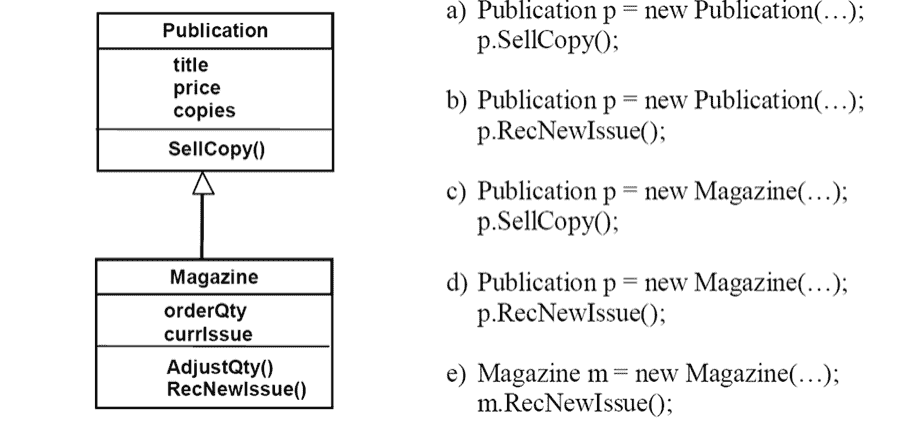 Publication
title
price
copies
SellCopy()
Magazine
orderQty
currIssue
AdjustQty()
RecNewIssue()
a) Publication p = new Publication(...);
p.SellCopy();
b) Publication p = new Publication(...);
p.RecNewIssue();
c) Publication p = new Magazine(...);
p.SellCopy();
d) Publication p = new Magazine(...);
p.RecNewIssue();
e) Magazine m = new Magazine(...);
m.RecNewIssue();